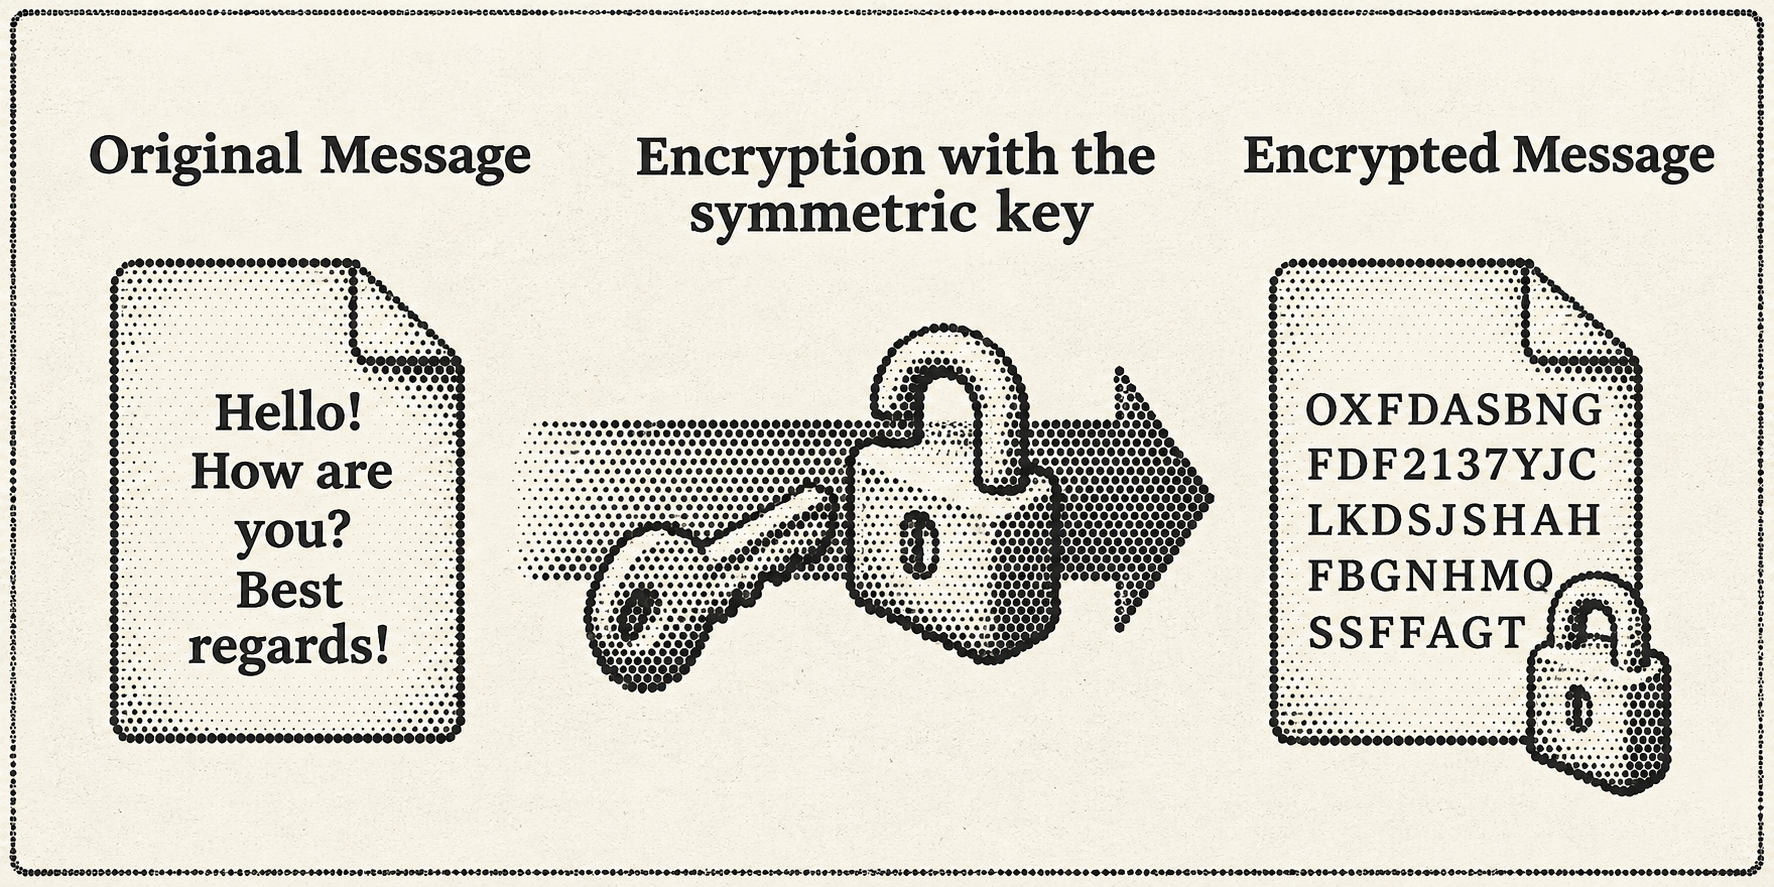 Original Message
Encryption with the
symmetric key
Encrypted Message
Hello!
How are
you?
Best
regards!
OXFDASBNG
FDF2137YJC
LKDSJSHAH
FBGNHMQ
SSFFAGT